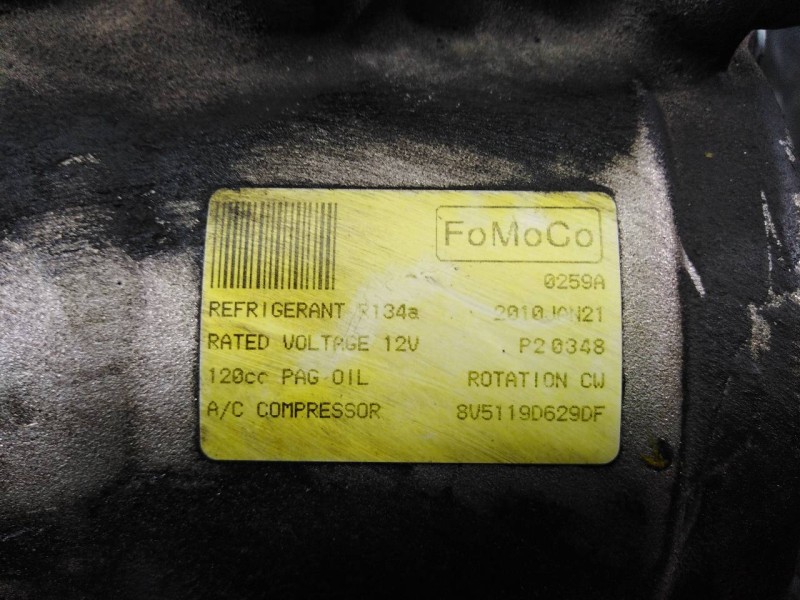 FoMoCo
0259A
REFRIGERANT R134a 2010JAN21
RATED VOLTAGE 12V P2 0348
120cc PAG OIL ROTATION CW
A/C COMPRESSOR 8V5119D629DF